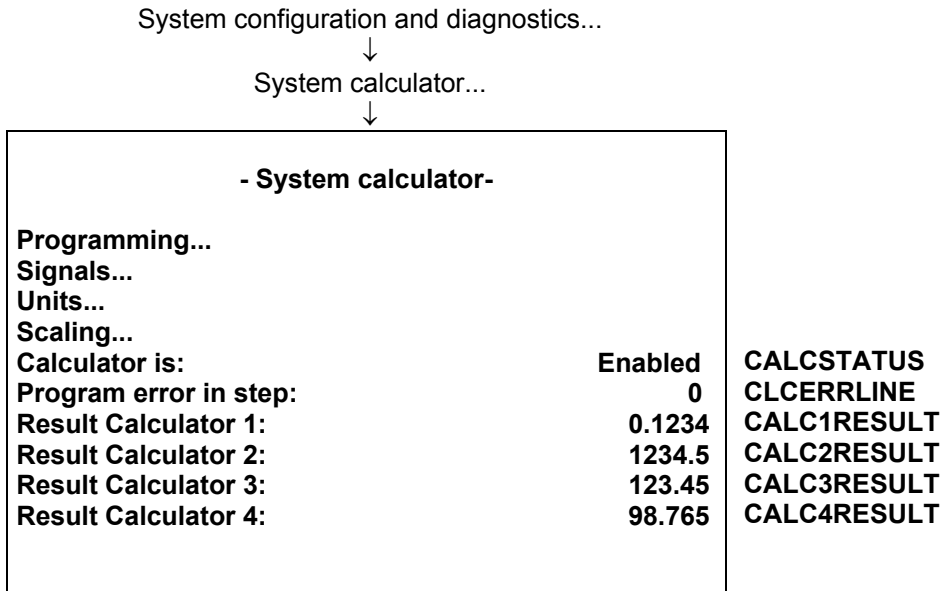 System configuration and diagnostics...
↓
System calculator...
↓
- System calculator-
Programming...
Signals...
Units...
Scaling...
Calculator is: Enabled CALCSTATUS
Program error in step: 0 CLCERRLINE
Result Calculator 1: 0.1234 CALC1RESULT
Result Calculator 2: 1234.5 CALC2RESULT
Result Calculator 3: 123.45 CALC3RESULT
Result Calculator 4: 98.765 CALC4RESULT